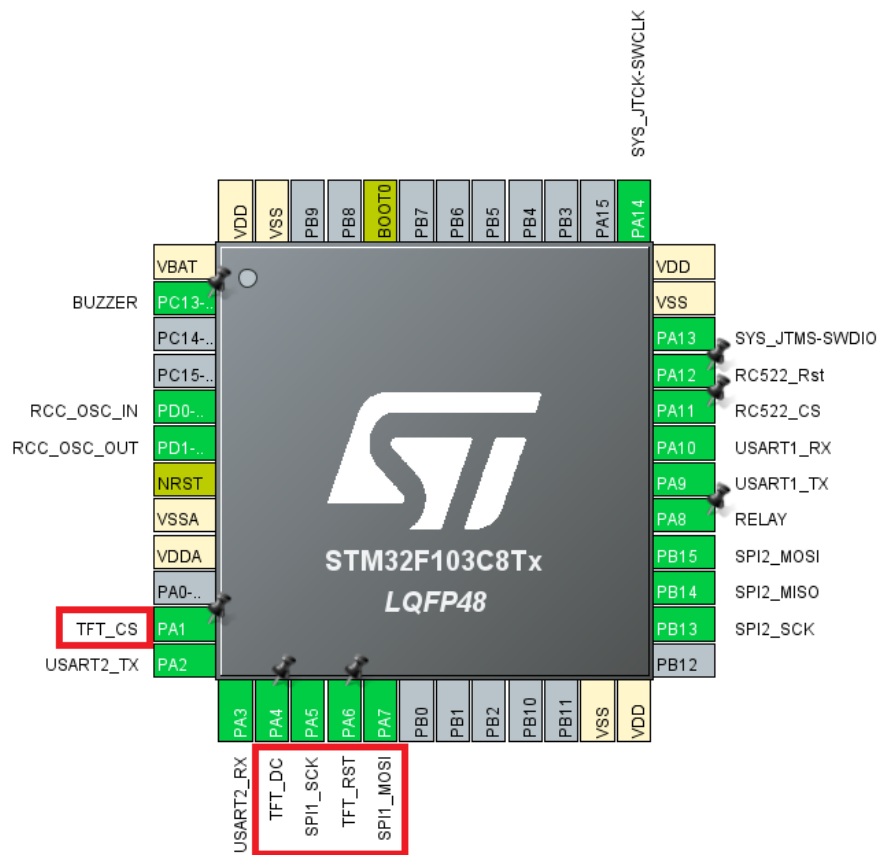 SYS_JTCK-SWCLK
VDD
VSS
PB9
PB8
BOOT0
PB7
PB6
PB5
PB4
PB3
PA15
PA14
VBAT
BUZZER PC13-..
PC14-..
PC15-..
RCC_OSC_IN PD0-..
RCC_OSC_OUT PD1-..
NRST
VSSA
VDDA
PA0-..
TFT_CS PA1
USART2_TX PA2
ST
STM32F103C8Tx
LQFP48
VDD
VSS
PA13 SYS_JTMS-SWDIO
PA12 RC522_Rst
PA11 RC522_CS
PA10 USART1_RX
PA9 USART1_TX
PA8 RELAY
PB15 SPI2_MOSI
PB14 SPI2_MISO
PB13 SPI2_SCK
PB12
PA3
PA4
PA5
PA6
PA7
PB0
PB1
PB2
PB10
PB11
VSS
VDD
USART2_RX
TFT_DC
SPI1_SCK
TFT_RST
SPI1_MOSI